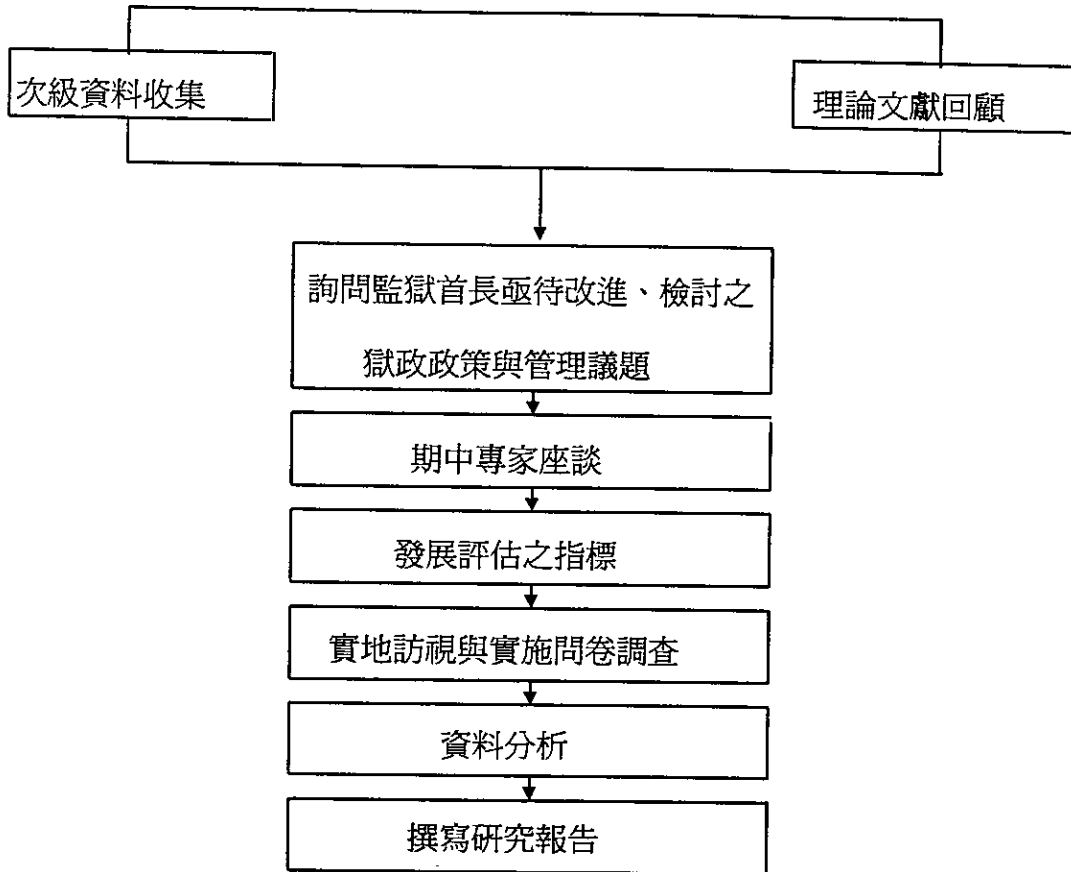 次級資料收集
理論文獻回顧
詢問監獄首長亟待改進、檢討之
獄政政策與管理議題
期中專家座談
發展評估之指標
實地訪視與實施問卷調查
資料分析
撰寫研究報告